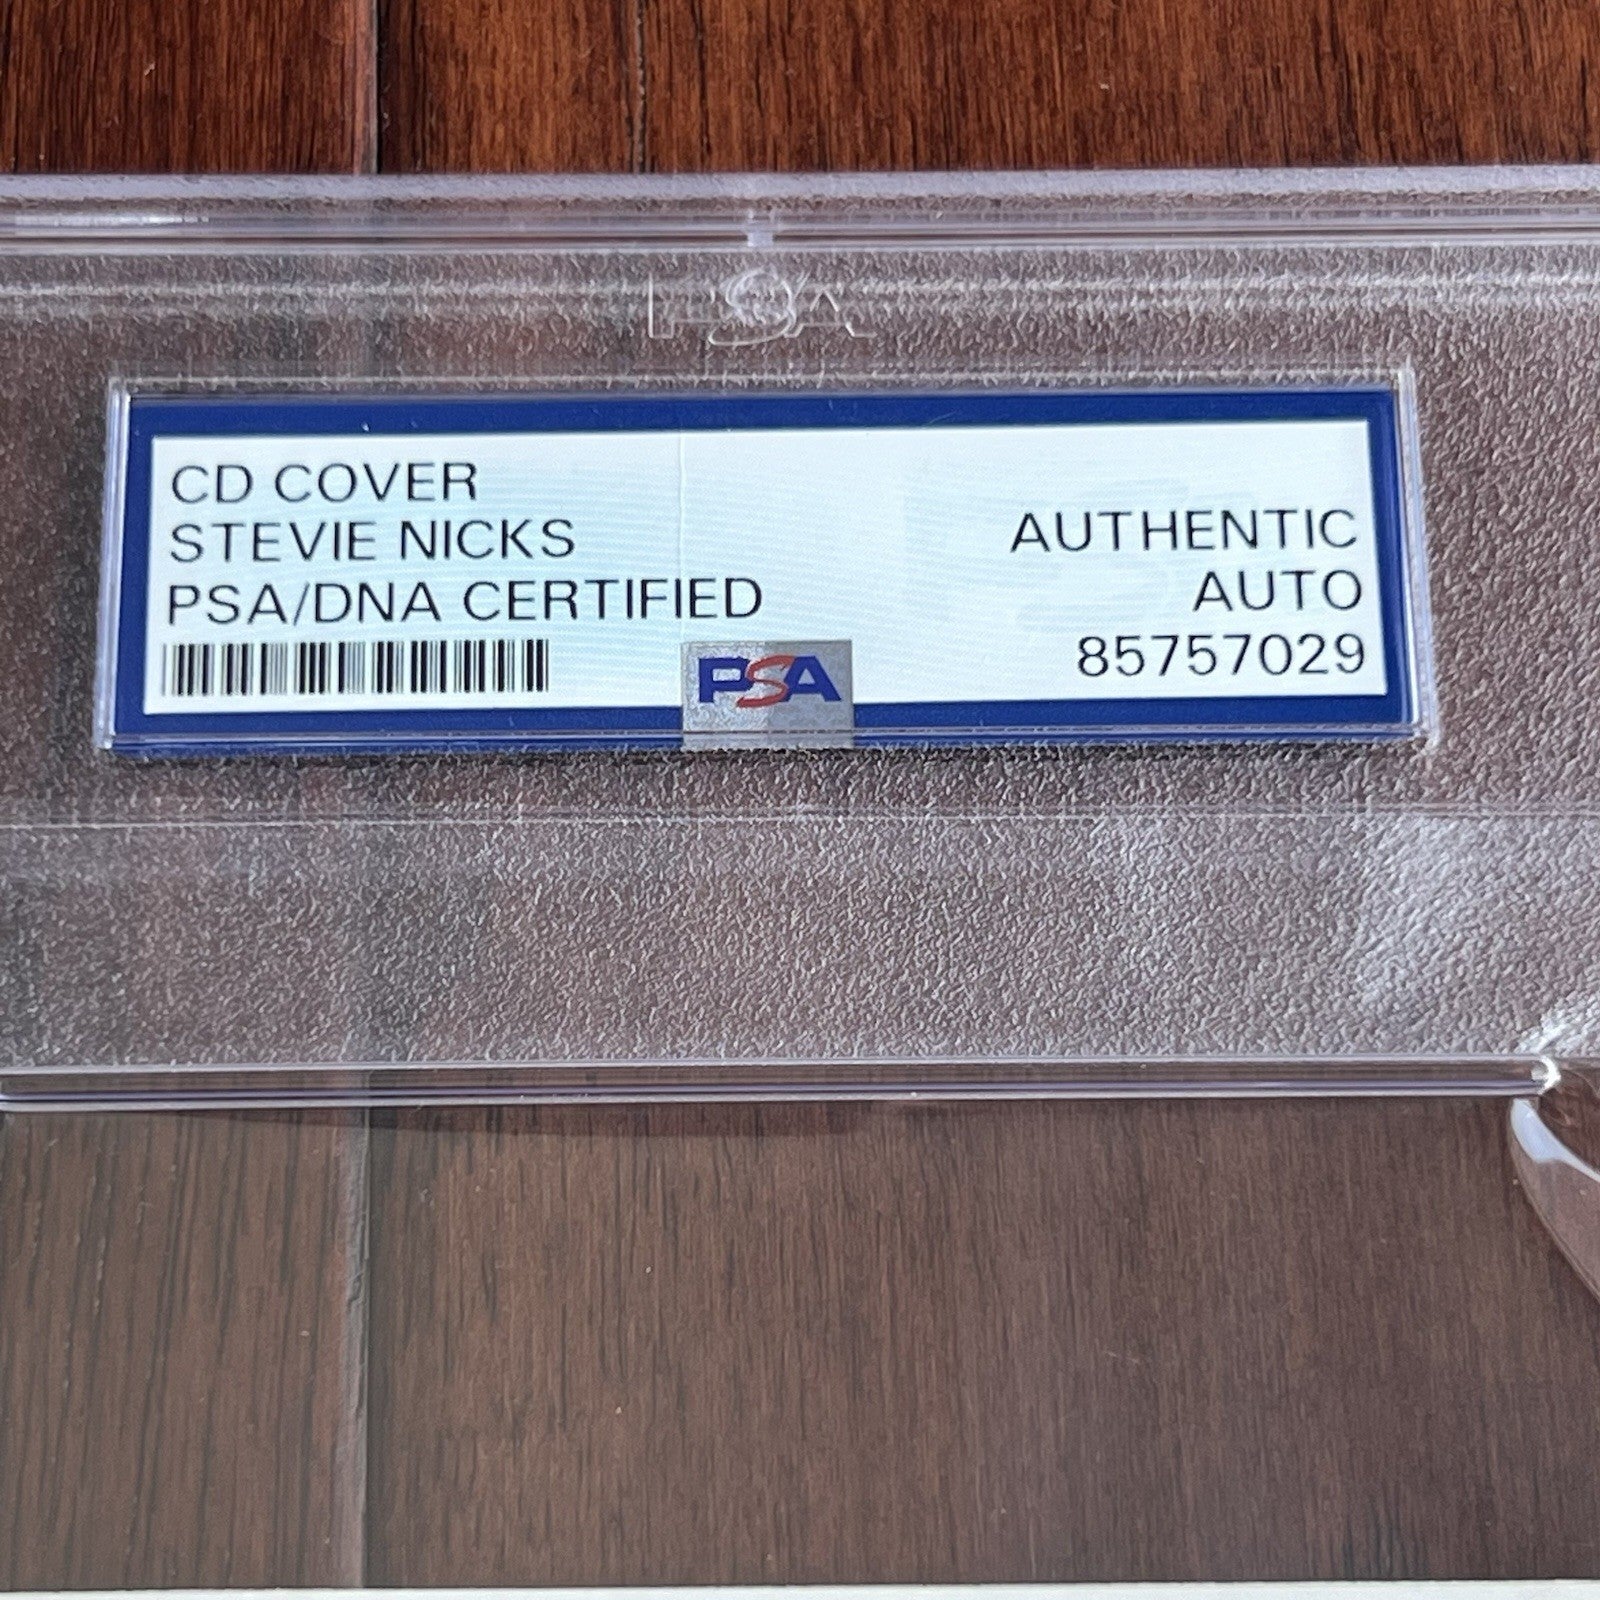 PSA
CD COVER
STEVIE NICKS
PSA/DNA CERTIFIED
AUTHENTIC
AUTO
85757029
PSA